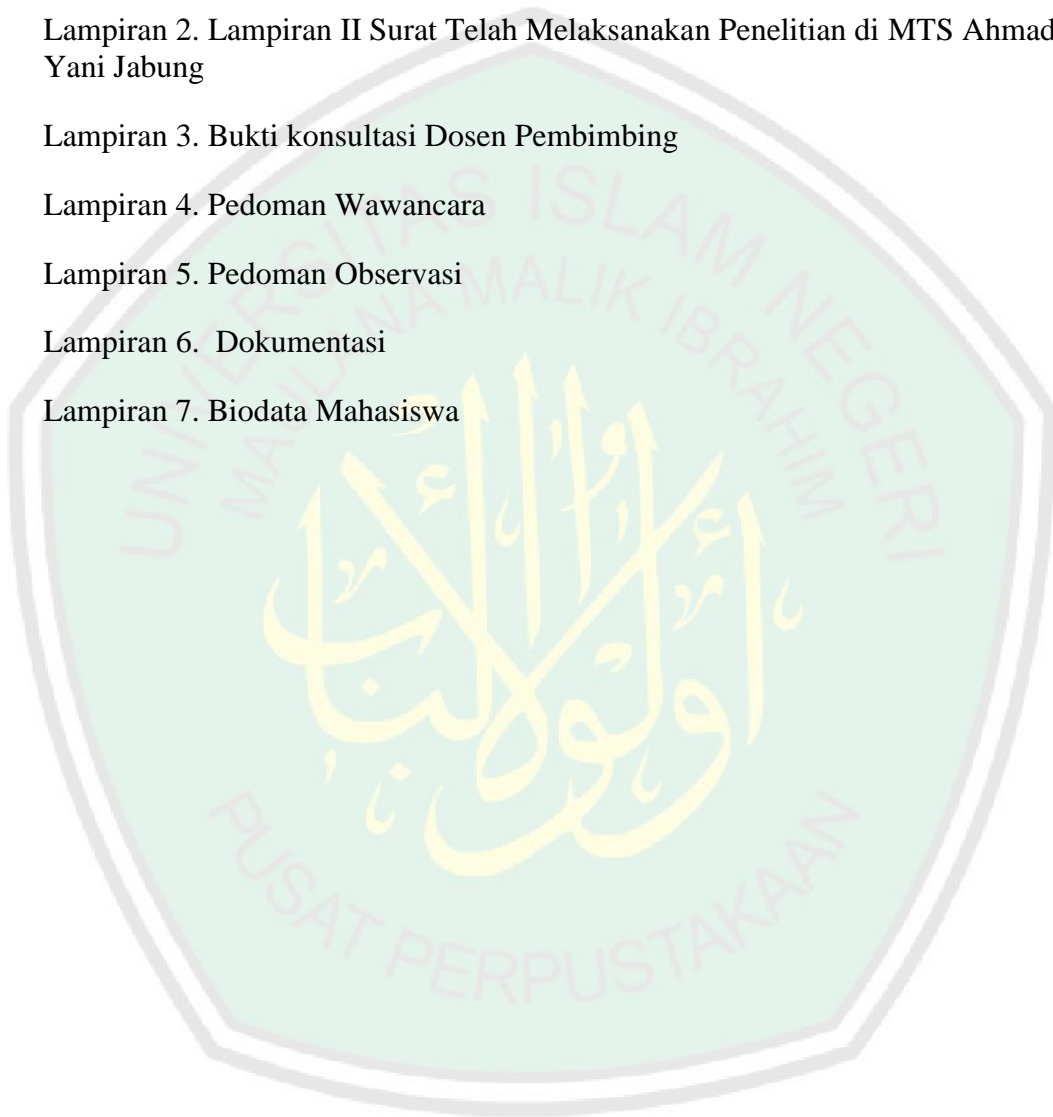 Lampiran 2. Lampiran II Surat Telah Melaksanakan Penelitian di MTS Ahmad
Yani Jabung
Lampiran 3. Bukti konsultasi Dosen Pembimbing
Lampiran 4. Pedoman Wawancara
Lampiran 5. Pedoman Observasi
Lampiran 6.  Dokumentasi
Lampiran 7. Biodata Mahasiswa
UNIVERSITAS ISLAM NEGERI
MAULANA MALIK IBRAHIM
أولوا الألباب
PUSAT PERPUSTAKAAN